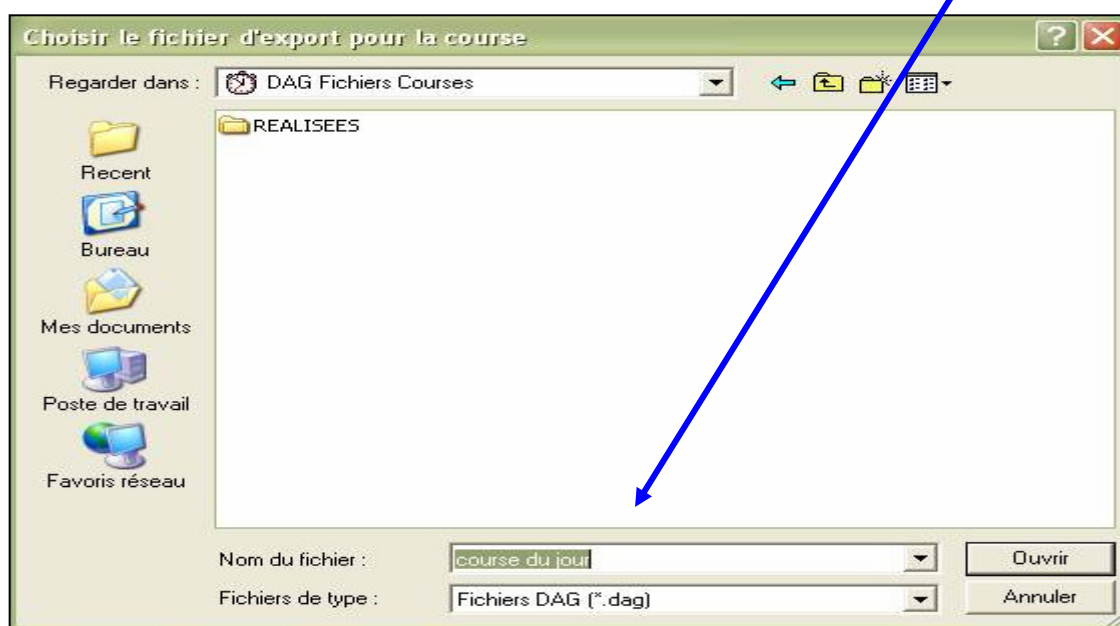 Choisir le fichier d'export pour la course
Regarder dans : DAG Fichiers Courses
REALISEES
Recent
Bureau
Mes documents
Poste de travail
Favoris réseau
Nom du fichier : course du jour Ouvrir
Fichiers de type : Fichiers DAG (*.dag) Annuler